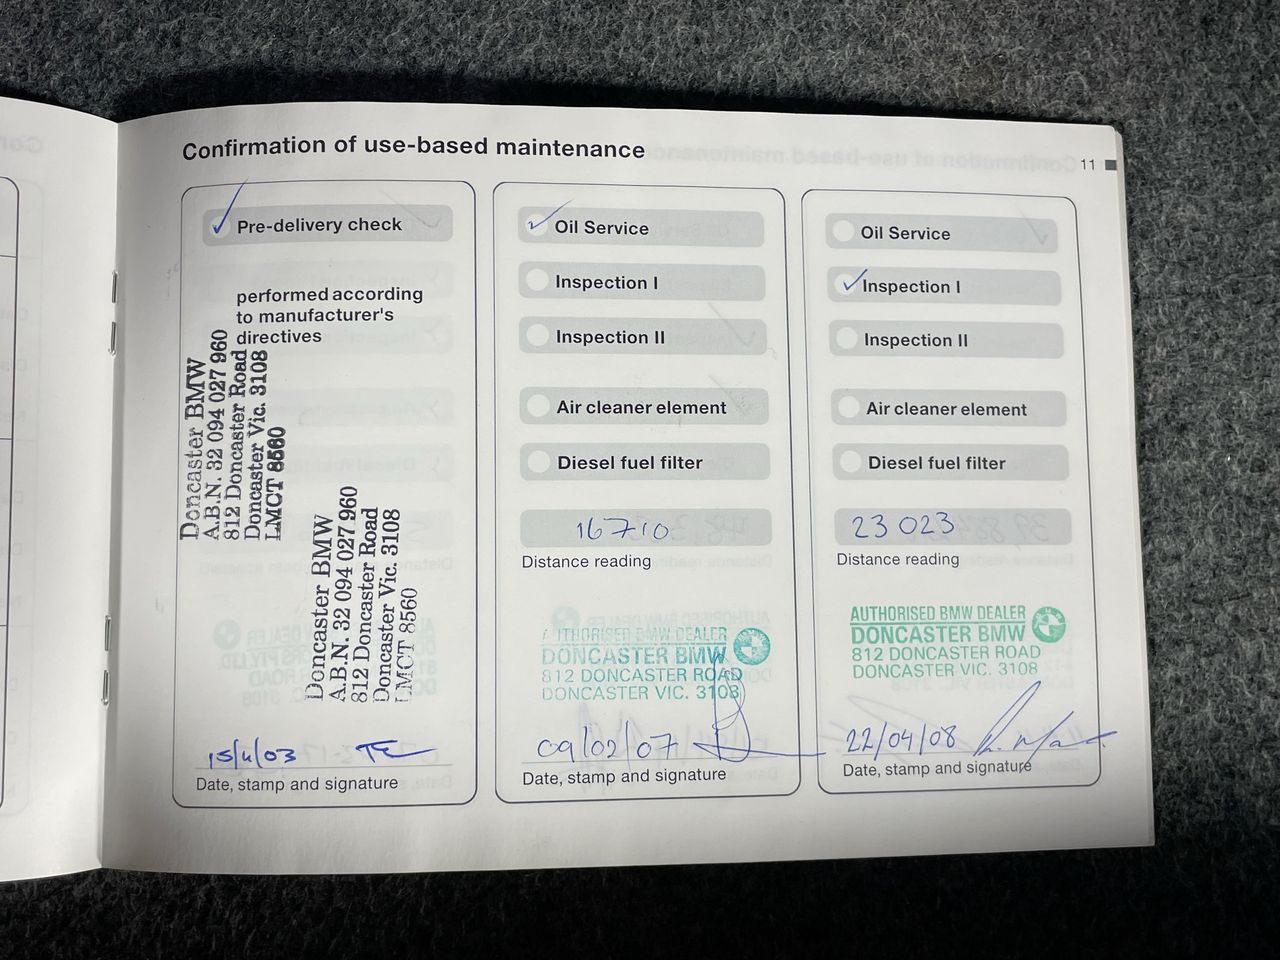 Confirmation of use-based maintenance
11
Pre-delivery check
performed according
to manufacturer's
directives
Doncaster BMW
A.B.N. 32 094 027 960
812 Doncaster Road
Doncaster Vic. 3108
LMCT 8560
Doncaster BMW
A.B.N. 32 094 027 960
812 Doncaster Road
Doncaster Vic. 3108
LMCT 8560
15/4/03
Date, stamp and signature
Oil Service
Inspection I
Inspection II
Air cleaner element
Diesel fuel filter
16710
Distance reading
AUTHORISED BMW DEALER
DONCASTER BMW
812 DONCASTER ROAD
DONCASTER VIC. 3108
09/02/07
Date, stamp and signature
Oil Service
Inspection I
Inspection II
Air cleaner element
Diesel fuel filter
23 023
Distance reading
AUTHORISED BMW DEALER
DONCASTER BMW
812 DONCASTER ROAD
DONCASTER VIC. 3108
22/04/08
Date, stamp and signature